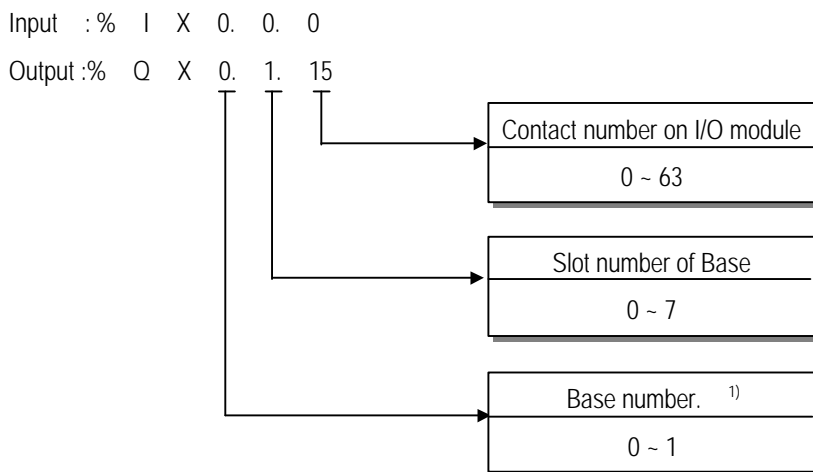 Input : % I X 0. 0. 0
Output :% Q X 0. 1. 15
Contact number on I/O module
0 ~ 63
Slot number of Base
0 ~ 7
Base number. 1)
0 ~ 1